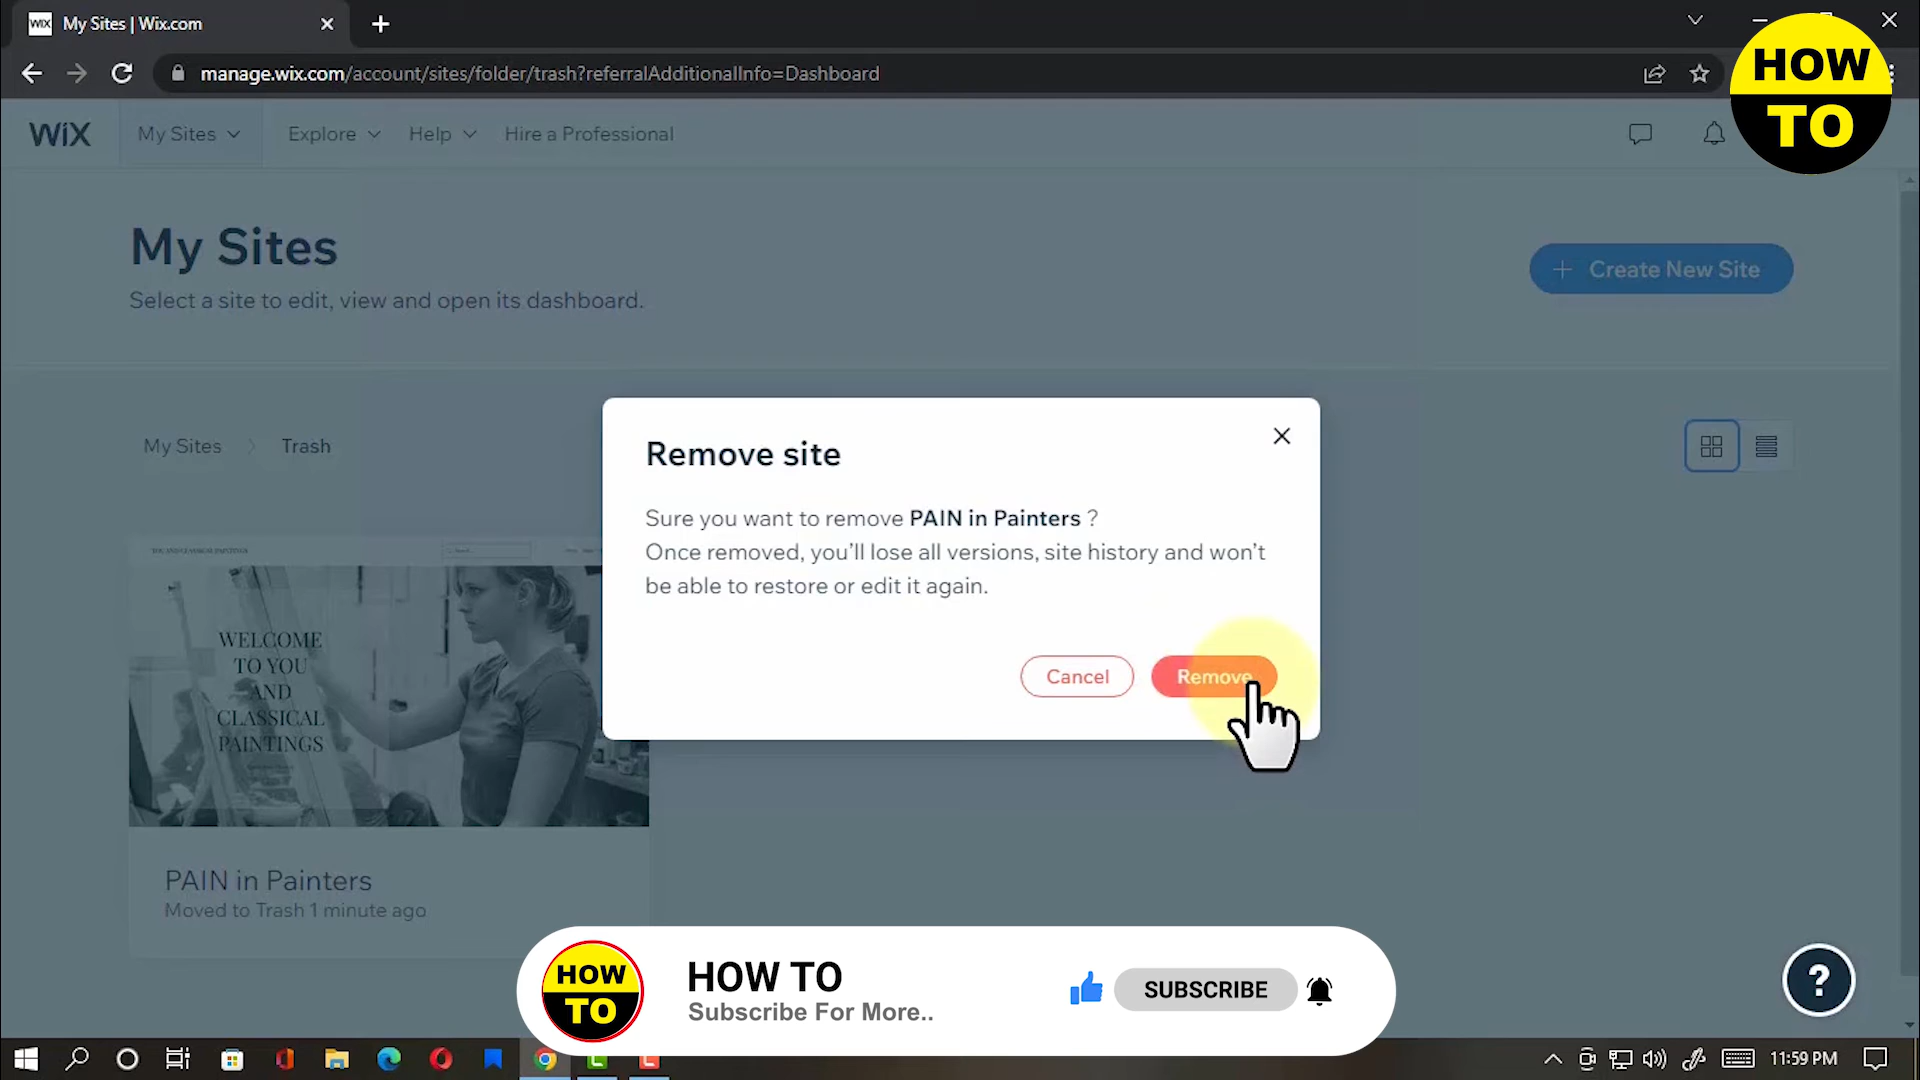 WiX
My Sites | Wix.com
manage.wix.com/account/sites/folder/trash?referralAdditionalInfo=Dashboard
HOW
TO
WiX
My Sites
Explore
Help
Hire a Professional
My Sites
Select a site to edit, view and open its dashboard.
+ Create New Site
My Sites > Trash
Remove site
Sure you want to remove PAIN in Painters ?
Once removed, you'll lose all versions, site history and won't
be able to restore or edit it again.
Cancel
Remove
WELCOME
TO YOU
AND
CLASSICAL
PAINTINGS
PAIN in Painters
Moved to Trash 1 minute ago
HOW
TO
HOW TO
Subscribe For More..
SUBSCRIBE
?
11:59 PM